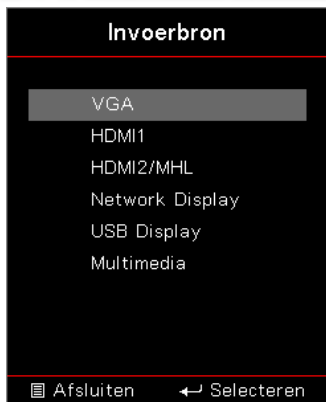 Invoerbron
VGA
HDMI1
HDMI2/MHL
Network Display
USB Display
Multimedia
Afsluiten Selecteren